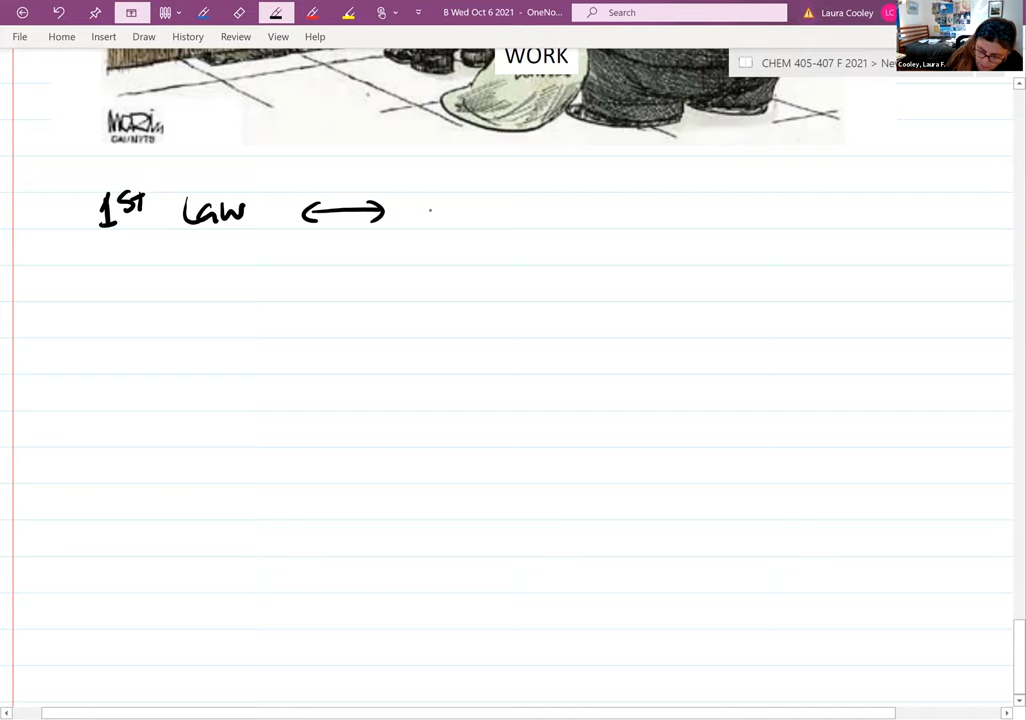 B Wed Oct 6 2021 - OneNo...
Search
Laura Cooley
LC
File Home Insert Draw History Review View Help
CHEM 405-407 F 2021 >
Cooley, Laura F.
WORK
MORIN
1st Law ↔